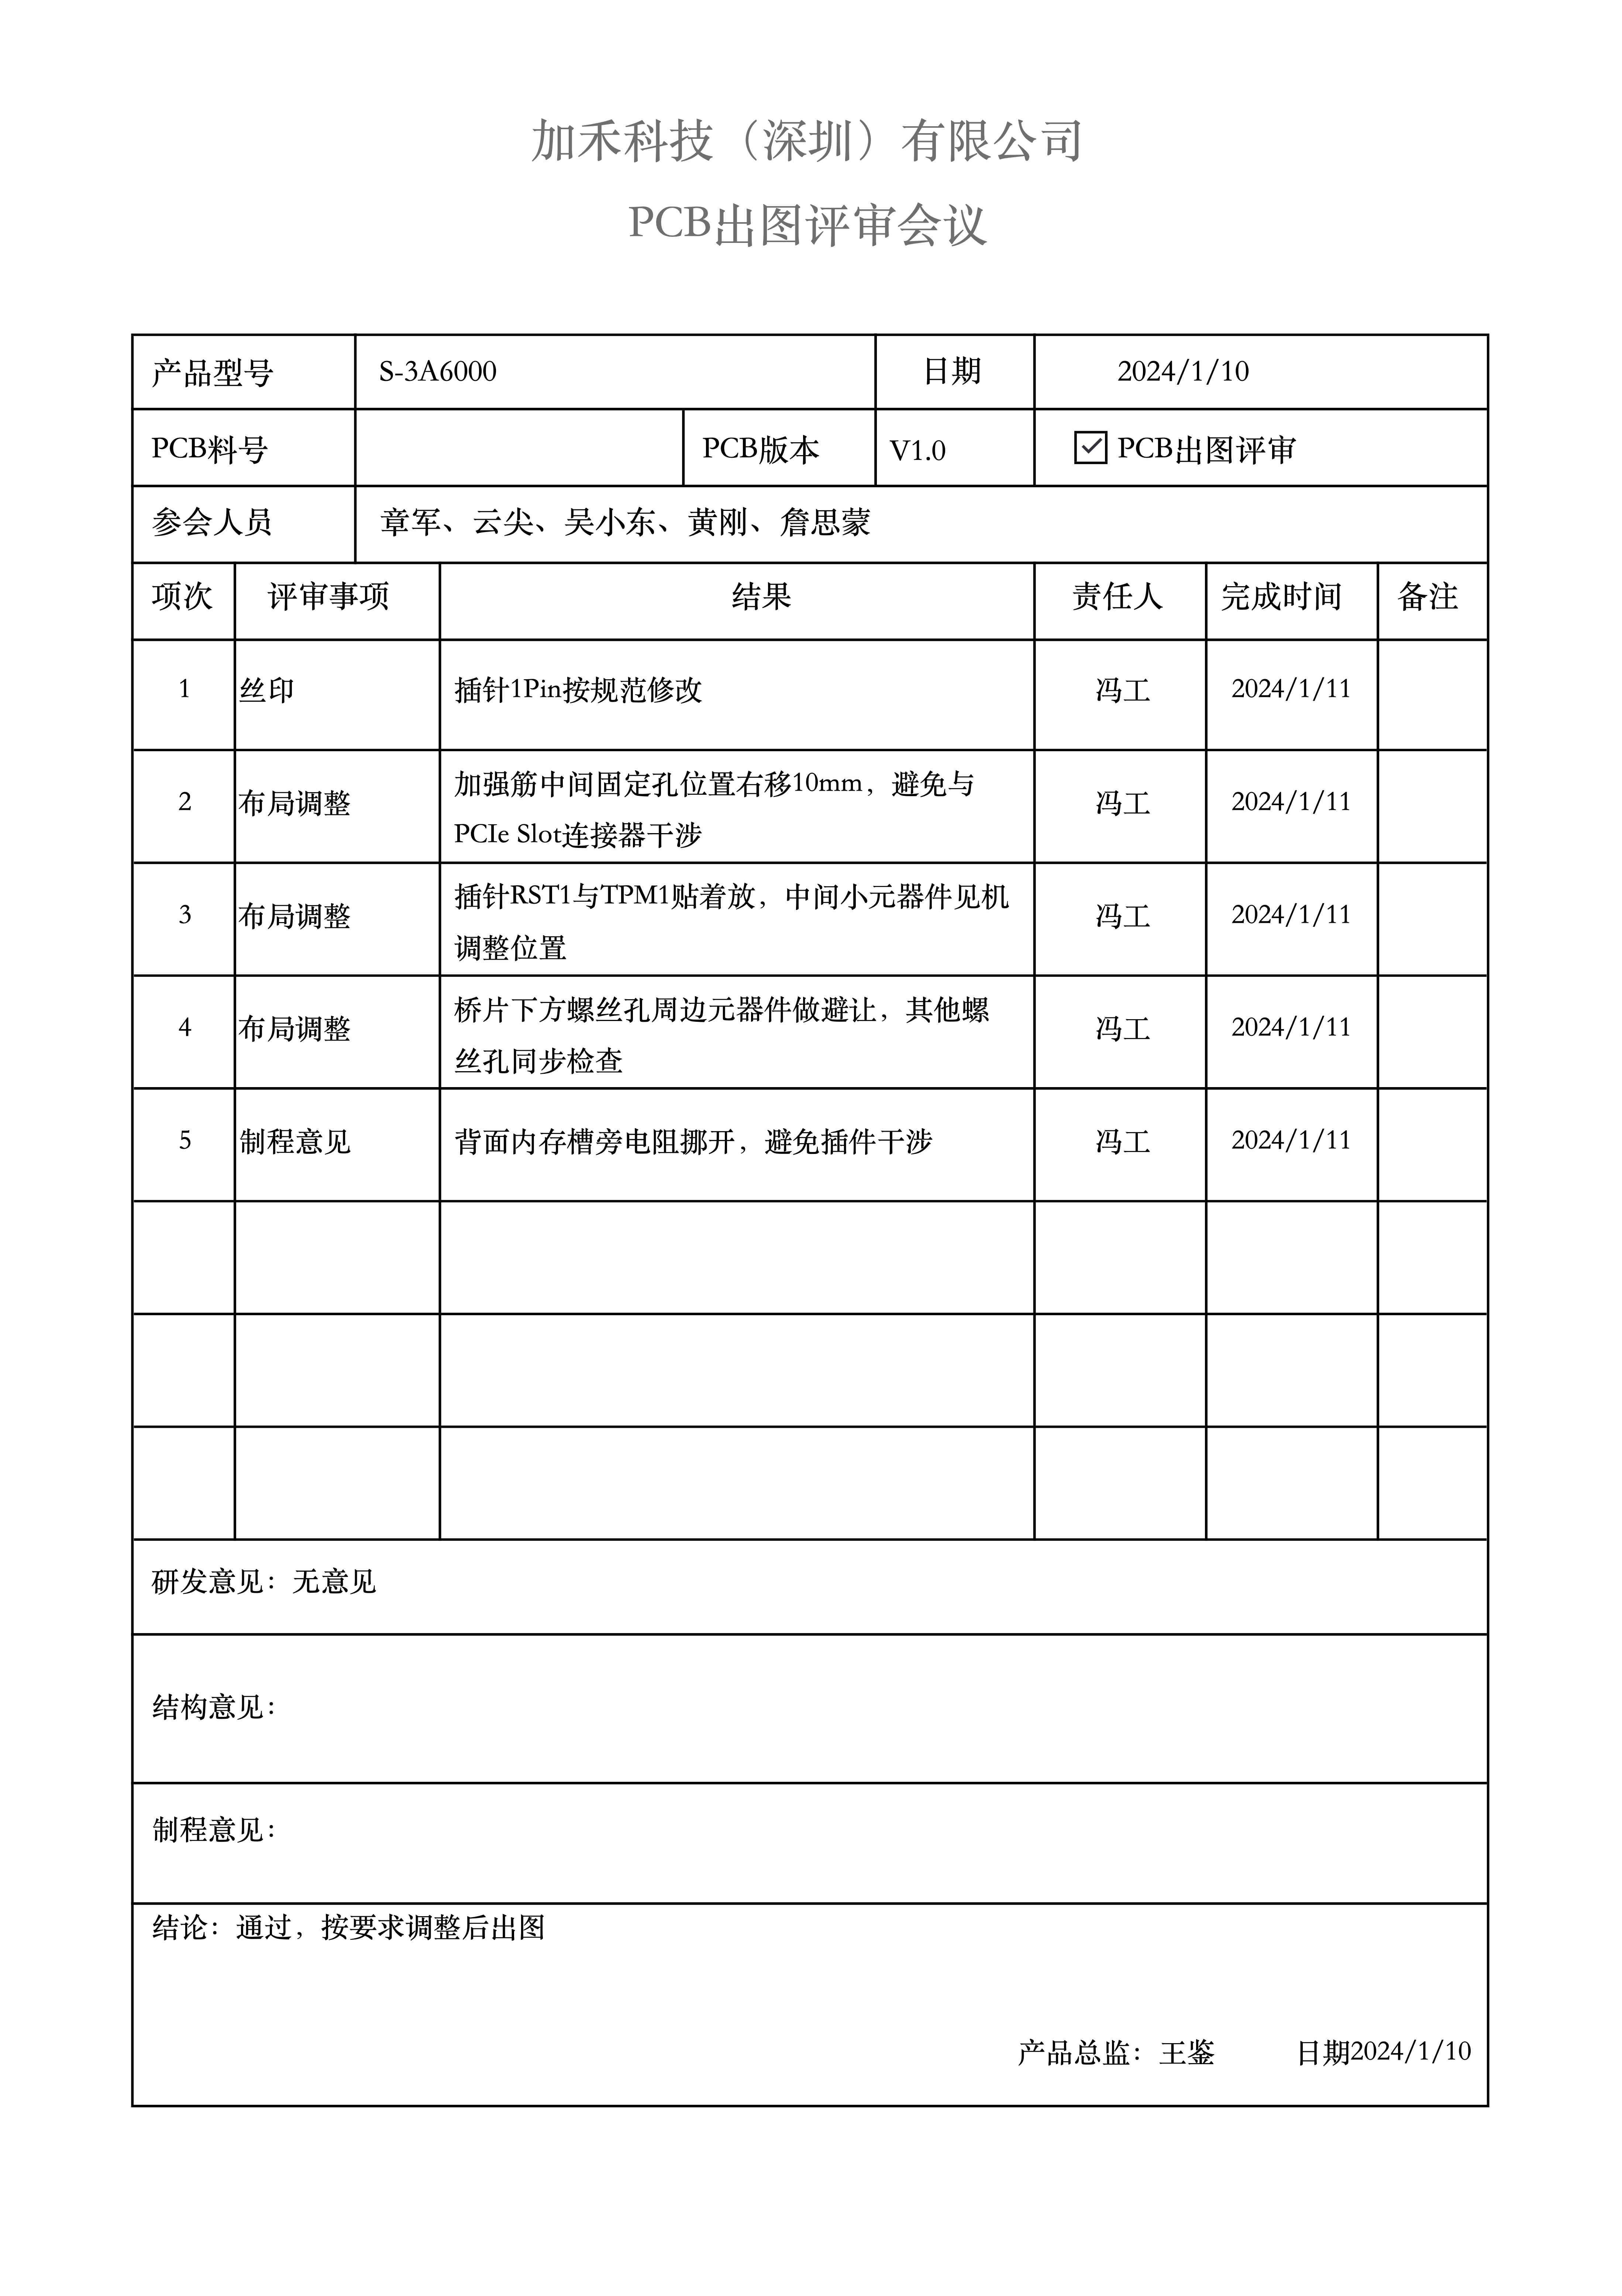 加禾科技（深圳）有限公司
PCB出图评审会议
产品型号 S-3A6000 日期 2024/1/10
PCB料号 PCB版本 V1.0 PCB出图评审
参会人员 章军、云尖、吴小东、黄刚、詹思蒙
项次 评审事项 结果 责任人 完成时间 备注
1 丝印 插针1Pin按规范修改 冯工 2024/1/11
2 布局调整 加强筋中间固定孔位置右移10mm，避免与
PCIe Slot连接器干涉 冯工 2024/1/11
3 布局调整 插针RST1与TPM1贴着放，中间小元器件见机
调整位置 冯工 2024/1/11
4 布局调整 桥片下方螺丝孔周边元器件做避让，其他螺
丝孔同步检查 冯工 2024/1/11
5 制程意见 背面内存槽旁电阻挪开，避免插件干涉 冯工 2024/1/11
研发意见：无意见
结构意见：
制程意见：
结论：通过，按要求调整后出图
产品总监：王鉴 日期2024/1/10